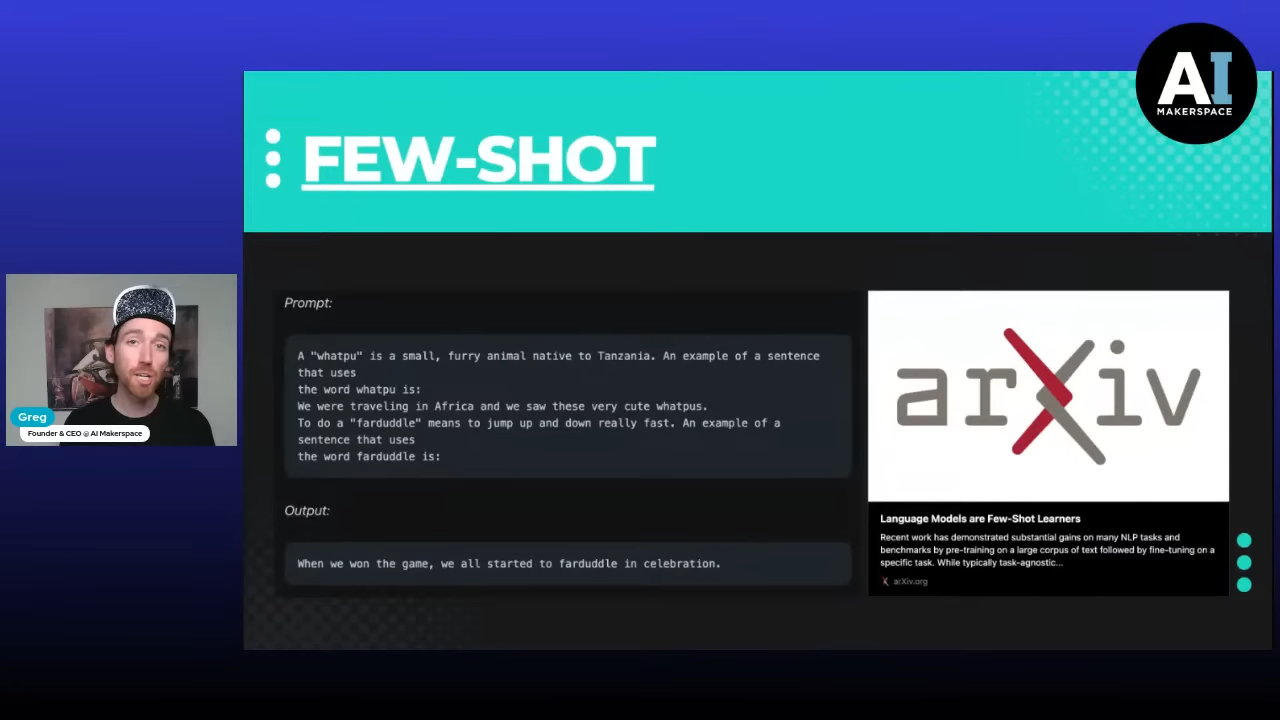 AI
MAKERSPACE
FEW-SHOT
Prompt:
A "whatpu" is a small, furry animal native to Tanzania. An example of a sentence
that uses
the word whatpu is:
We were traveling in Africa and we saw these very cute whatpus.
To do a "farduddle" means to jump up and down really fast. An example of a
sentence that uses
the word farduddle is:
Output:
When we won the game, we all started to farduddle in celebration.
arXiv
Language Models are Few-Shot Learners
Recent work has demonstrated substantial gains on many NLP tasks and
benchmarks by pre-training on a large corpus of text followed by fine-tuning on a
specific task. While typically task-agnostic...
arXiv.org
Greg
Founder & CEO @ AI Makerspace